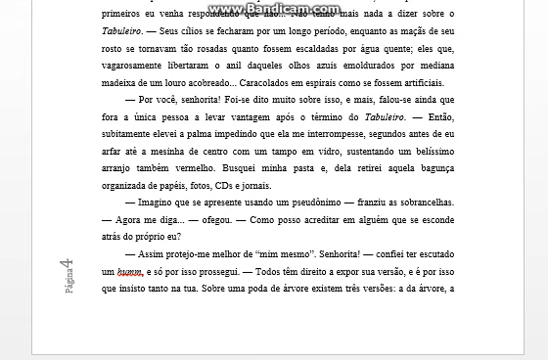 www.Bandicam.com
primeiros eu venha respondendo que não... Não tenho mais nada a dizer sobre o
Tabuleiro. — Seus cílios se fecharam por um longo período, enquanto as maçãs de seu
rosto se tornavam tão rosadas quanto fossem escaldadas por água quente; eles que,
vagarosamente libertaram o anil daqueles olhos azuis emoldurados por mediana
madeixa de um louro acobreado... Caracolados em espirais como se fossem artificiais.
— Por você, senhorita! Foi-se dito muito sobre isso, e mais, falou-se ainda que
fora a única pessoa a levar vantagem após o término do Tabuleiro. — Então,
subitamente elevei a palma impedindo que ela me interrompesse, segundos antes de eu
arfar até a mesinha de centro com um tampo em vidro, sustentando um belíssimo
arranjo também vermelho. Busquei minha pasta e, dela retirei aquela bagunça
organizada de papéis, fotos, CDs e jornais.
— Imagino que se apresente usando um pseudônimo — franziu as sobrancelhas.
— Agora me diga... — ofegou. — Como posso acreditar em alguém que se esconde
atrás do próprio eu?
— Assim protejo-me melhor de “mim mesmo”. Senhorita! — confiei ter escutado
um humm, e só por isso prossegui. — Todos têm direito a expor sua versão, e é por isso
que insisto tanto na tua. Sobre uma poda de árvore existem três versões: a da árvore, a
Página4